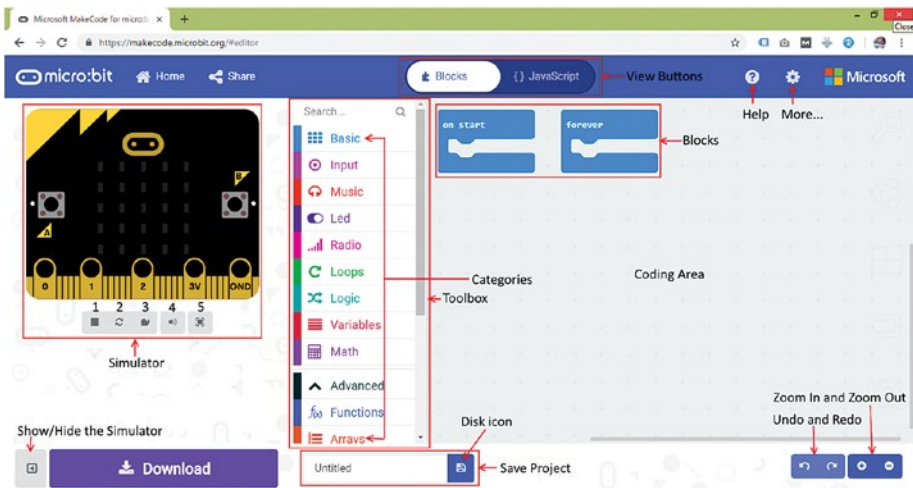 Microsoft MakeCode for micro:b
https://makecode.microbit.org/#editor
Close
micro:bit Home Share
Blocks {} JavaScript
View Buttons
Microsoft
Help More...
Search...
Basic
Input
Music
Led
Radio
Loops
Logic
Variables
Math
Advanced
Functions
Arrays
on start
forever
Blocks
B
A
0 1 2 3V GND
1 2 3 4 5
Simulator
Categories
Toolbox
Coding Area
Zoom In and Zoom Out
Undo and Redo
Show/Hide the Simulator
Disk icon
Download
Untitled
Save Project